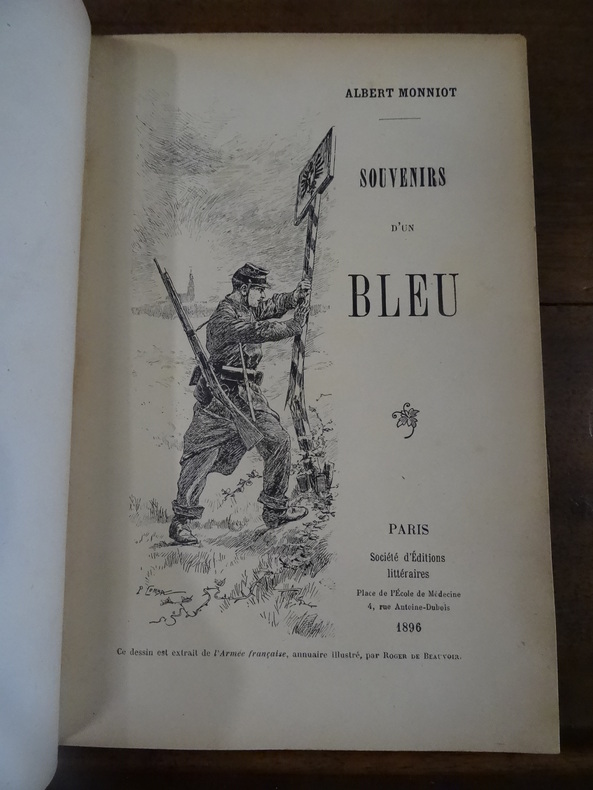 ALBERT MONNIOT
SOUVENIRS
D'UN
BLEU
PARIS
Société d'Éditions
littéraires
Place de l'École de Médecine
4, rue Antoine-Dubois
1896
Ce dessin est extrait de l'Armée française, annuaire illustré, par ROGER DE BEAUVOIR.